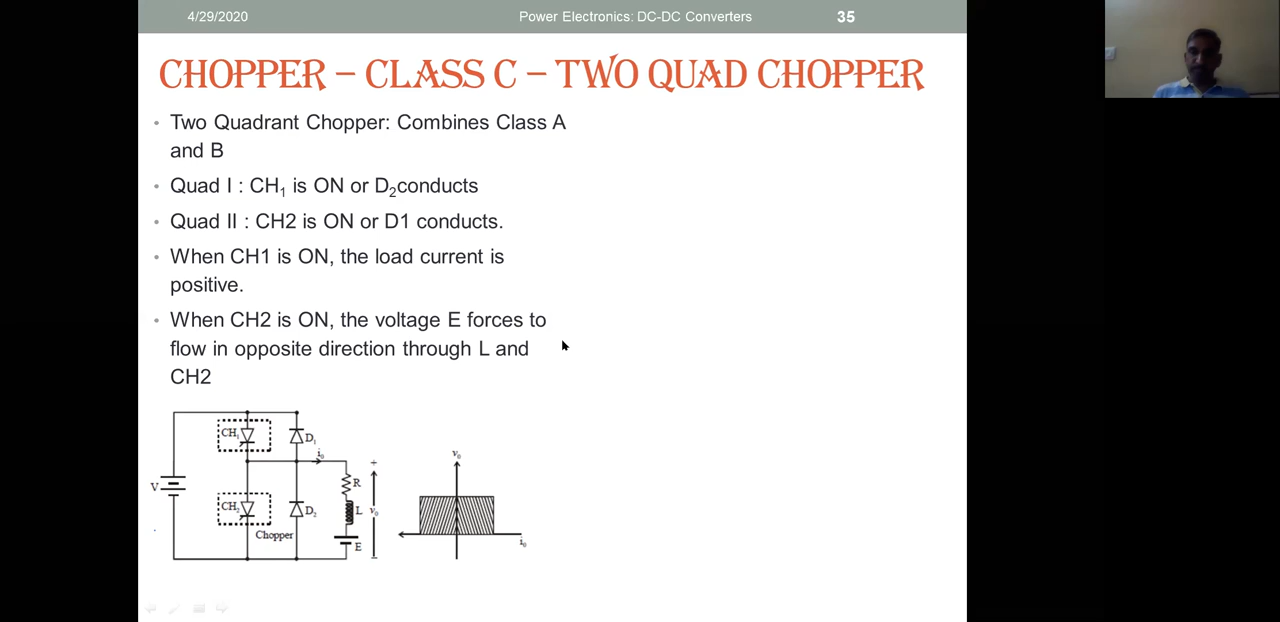 4/29/2020 Power Electronics: DC-DC Converters 35
CHOPPER – CLASS C – TWO QUAD CHOPPER
• Two Quadrant Chopper: Combines Class A
and B
• Quad I : CH1 is ON or D2conducts
• Quad II : CH2 is ON or D1 conducts.
• When CH1 is ON, the load current is
positive.
• When CH2 is ON, the voltage E forces to
flow in opposite direction through L and
CH2
CH1 D1
i0
V
+
R
CH2 D2 L v0
Chopper
E
–
v0
i0